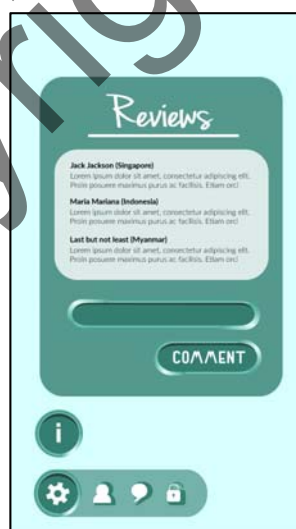 Reviews
Jack Jackson (Singapore)
Lorem ipsum dolor sit amet, consectetur adipiscing elit.
Proin posuere maximus purus ac facilisis. Etiam orci
Maria Mariana (Indonesia)
Lorem ipsum dolor sit amet, consectetur adipiscing elit.
Proin posuere maximus purus ac facilisis. Etiam orci
Last but not least (Myanmar)
Lorem ipsum dolor sit amet, consectetur adipiscing elit.
Proin posuere maximus purus ac facilisis. Etiam orci
COMMENT
i